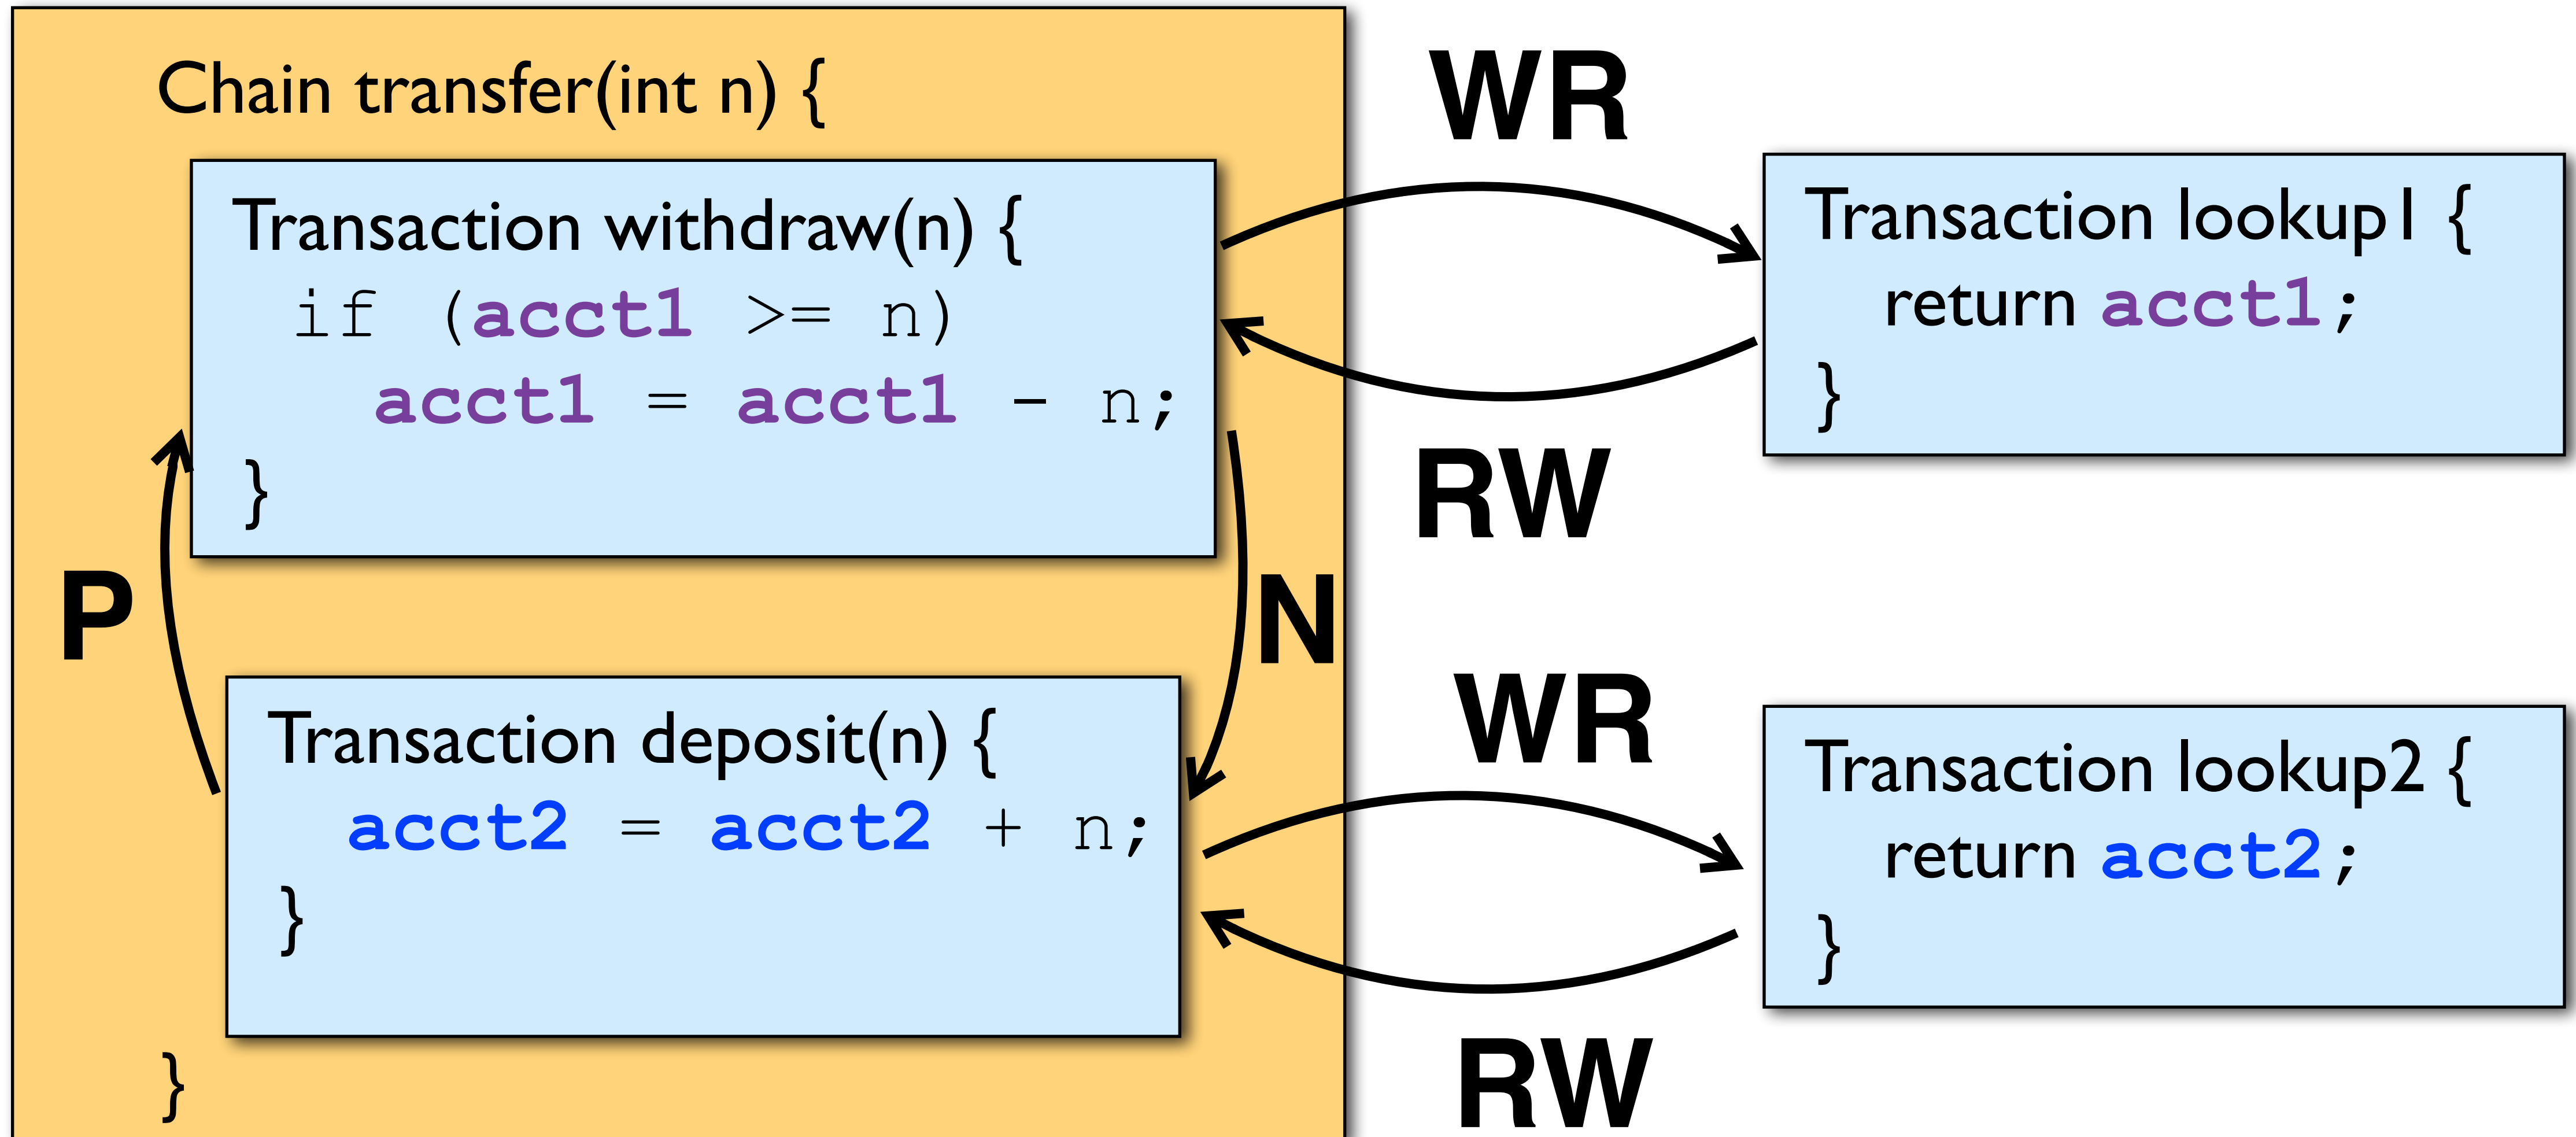 Chain transfer(int n) {
Transaction withdraw(n) {
if (acct1 >= n)
acct1 = acct1 - n;
}
P
N
Transaction deposit(n) {
acct2 = acct2 + n;
}
}
WR
RW
Transaction lookup1 {
return acct1;
}
WR
RW
Transaction lookup2 {
return acct2;
}